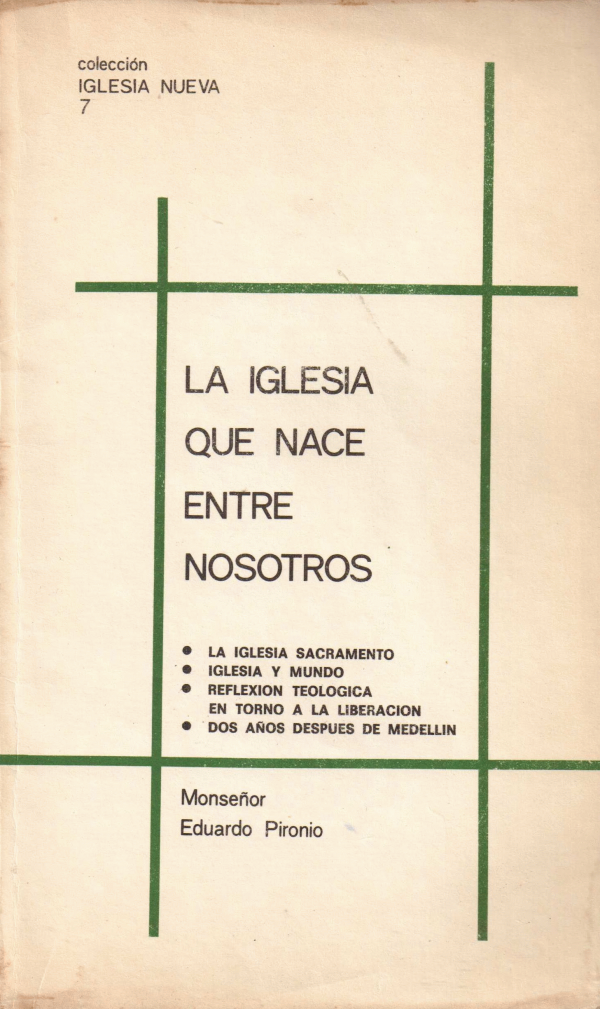 colección
IGLESIA NUEVA
7
LA IGLESIA
QUE NACE
ENTRE
NOSOTROS
● LA IGLESIA SACRAMENTO
● IGLESIA Y MUNDO
● REFLEXION TEOLOGICA
EN TORNO A LA LIBERACION
● DOS AÑOS DESPUES DE MEDELLIN
Monseñor
Eduardo Pironio